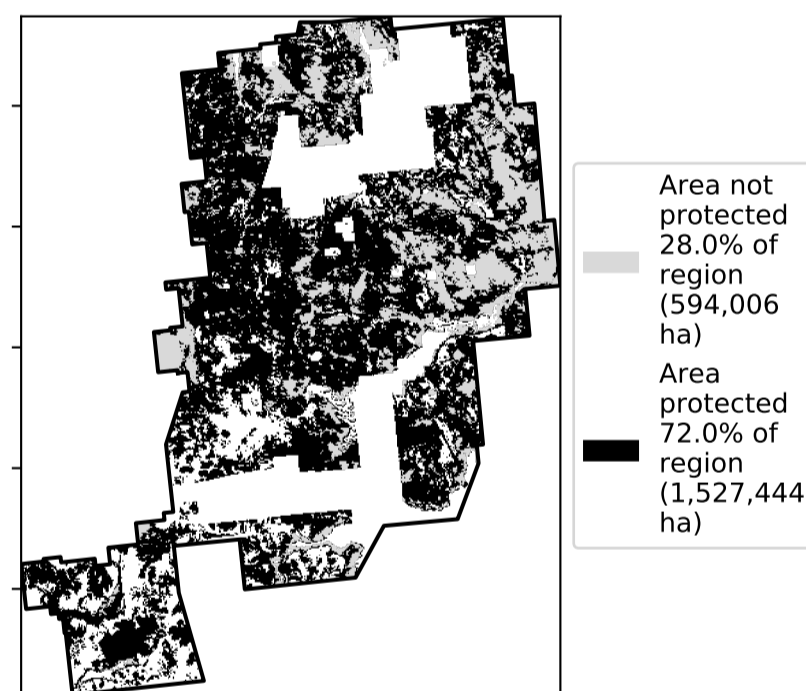 Area not
protected
28.0% of
region
(594,006
ha)
Area
protected
72.0% of
region
(1,527,444
ha)